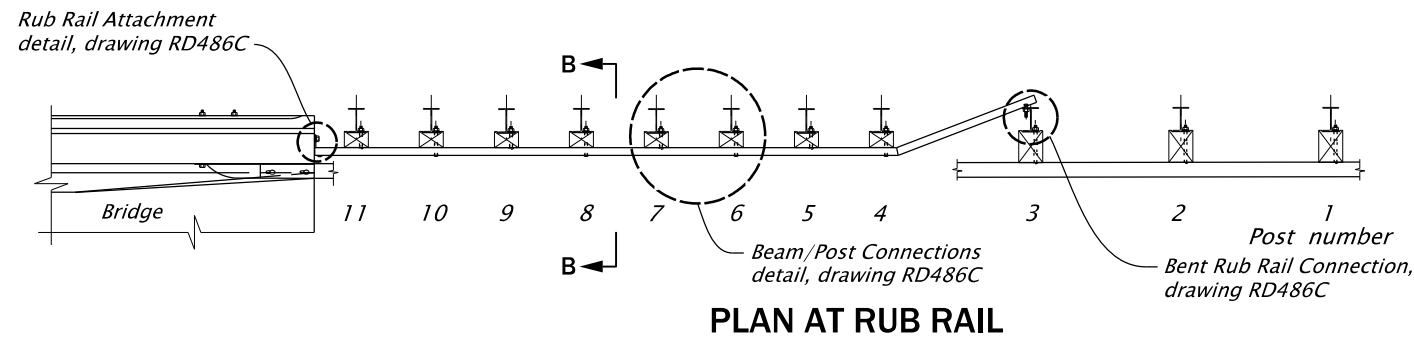 Rub Rail Attachment
detail, drawing RD486C
B
11 10 9 8 7 6 5 4 3 2 1
Bridge
Post number
B
Beam/Post Connections
detail, drawing RD486C
Bent Rub Rail Connection,
drawing RD486C
PLAN AT RUB RAIL